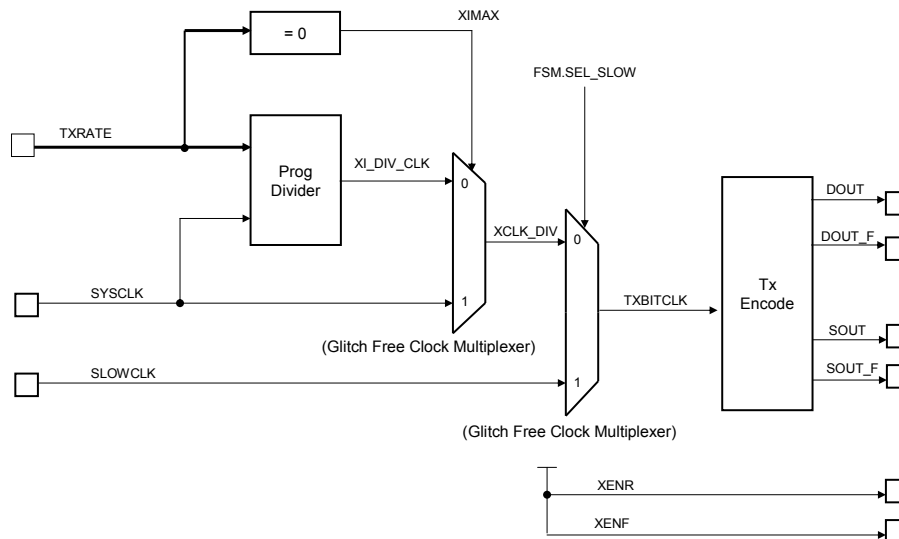 XIMAX
= 0
FSM.SEL_SLOW
TXRATE
XI_DIV_CLK
Prog
Divider
0
DOUT
XCLK_DIV
0
DOUT_F
Tx
Encode
SYSCLK
1
TXBITCLK
(Glitch Free Clock Multiplexer)
SOUT
SLOWCLK
1
SOUT_F
(Glitch Free Clock Multiplexer)
XENR
XENF